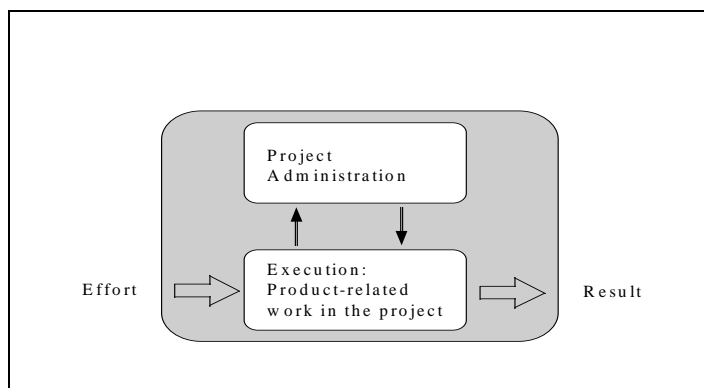 Project
Administration
Execution:
Effort
Product-related
Result
work in the project